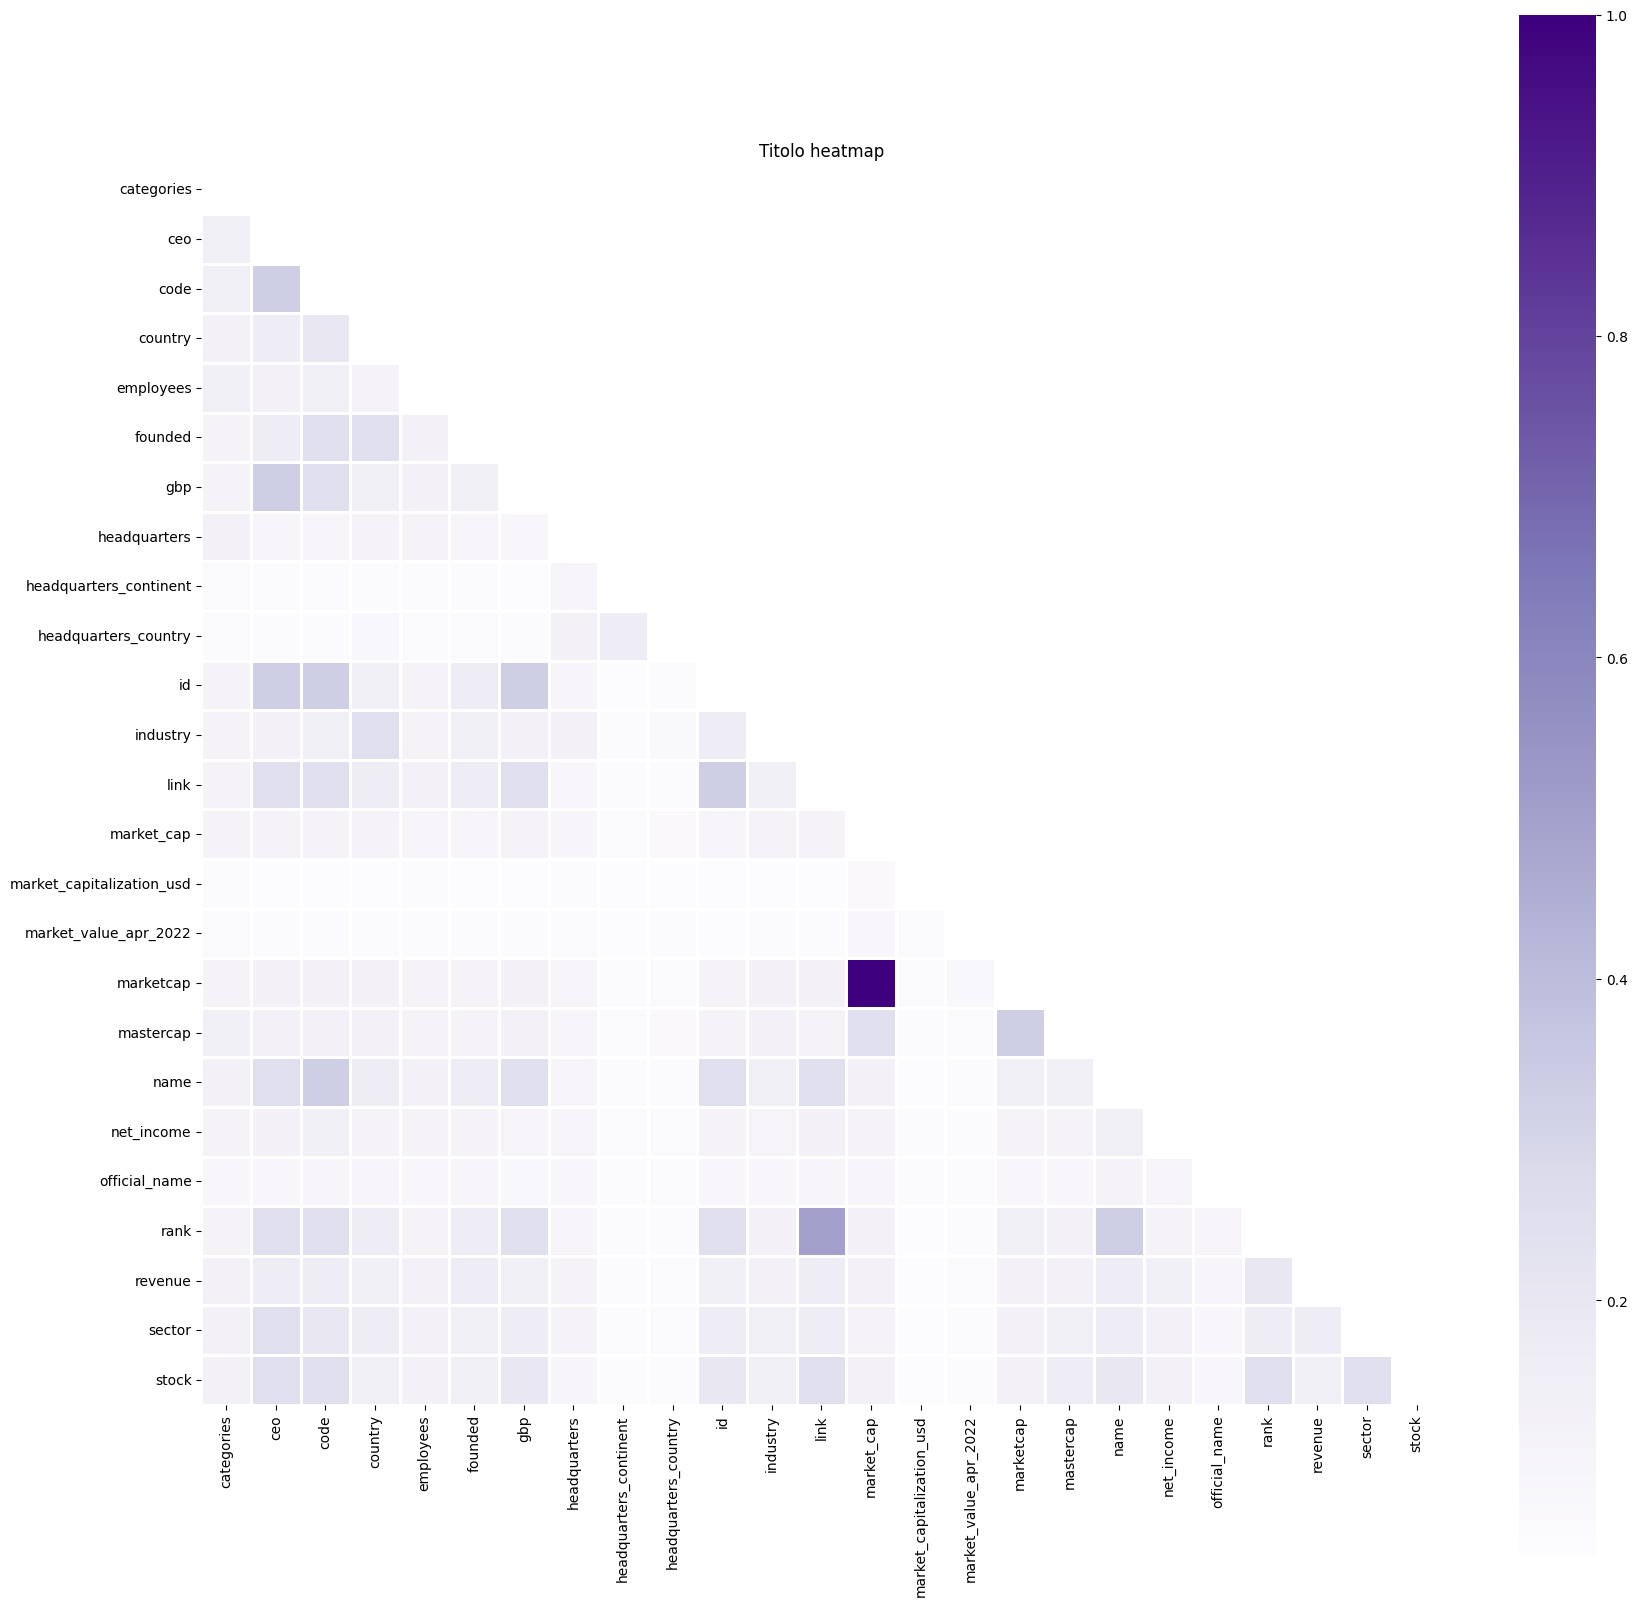 Titolo heatmap
categories
ceo
code
country
employees
founded
gbp
headquarters
headquarters_continent
headquarters_country
id
industry
link
market_cap
market_capitalization_usd
market_value_apr_2022
marketcap
mastercap
name
net_income
official_name
rank
revenue
sector
stock
categories
ceo
code
country
employees
founded
gbp
headquarters
headquarters_continent
headquarters_country
id
industry
link
market_cap
market_capitalization_usd
market_value_apr_2022
marketcap
mastercap
name
net_income
official_name
rank
revenue
sector
stock
1.0
0.8
0.6
0.4
0.2